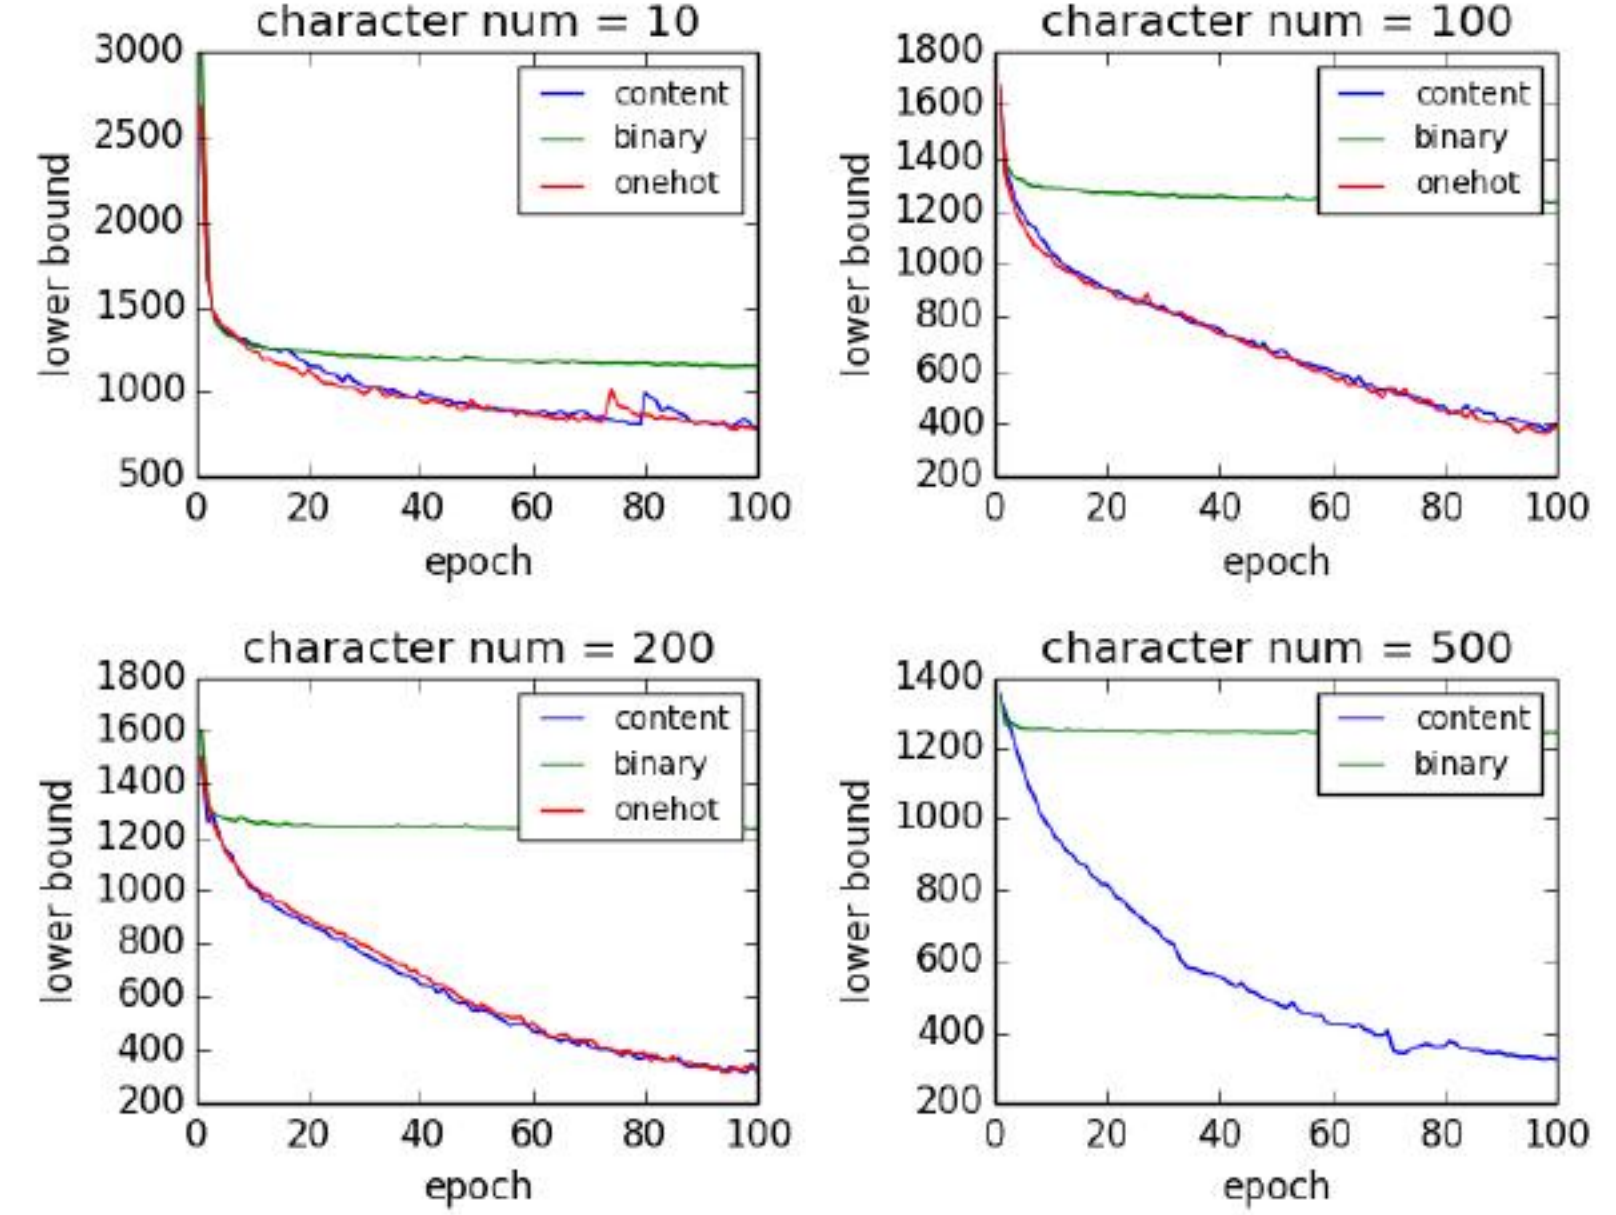 character num = 10
3000
2500
2000
1500
1000
500
lower bound
content
binary
onehot
0 20 40 60 80 100
epoch
character num = 100
1800
1600
1400
1200
1000
800
600
400
200
lower bound
content
binary
onehot
0 20 40 60 80 100
epoch
character num = 200
1800
1600
1400
1200
1000
800
600
400
200
lower bound
content
binary
onehot
0 20 40 60 80 100
epoch
character num = 500
1400
1200
1000
800
600
400
200
lower bound
content
binary
0 20 40 60 80 100
epoch